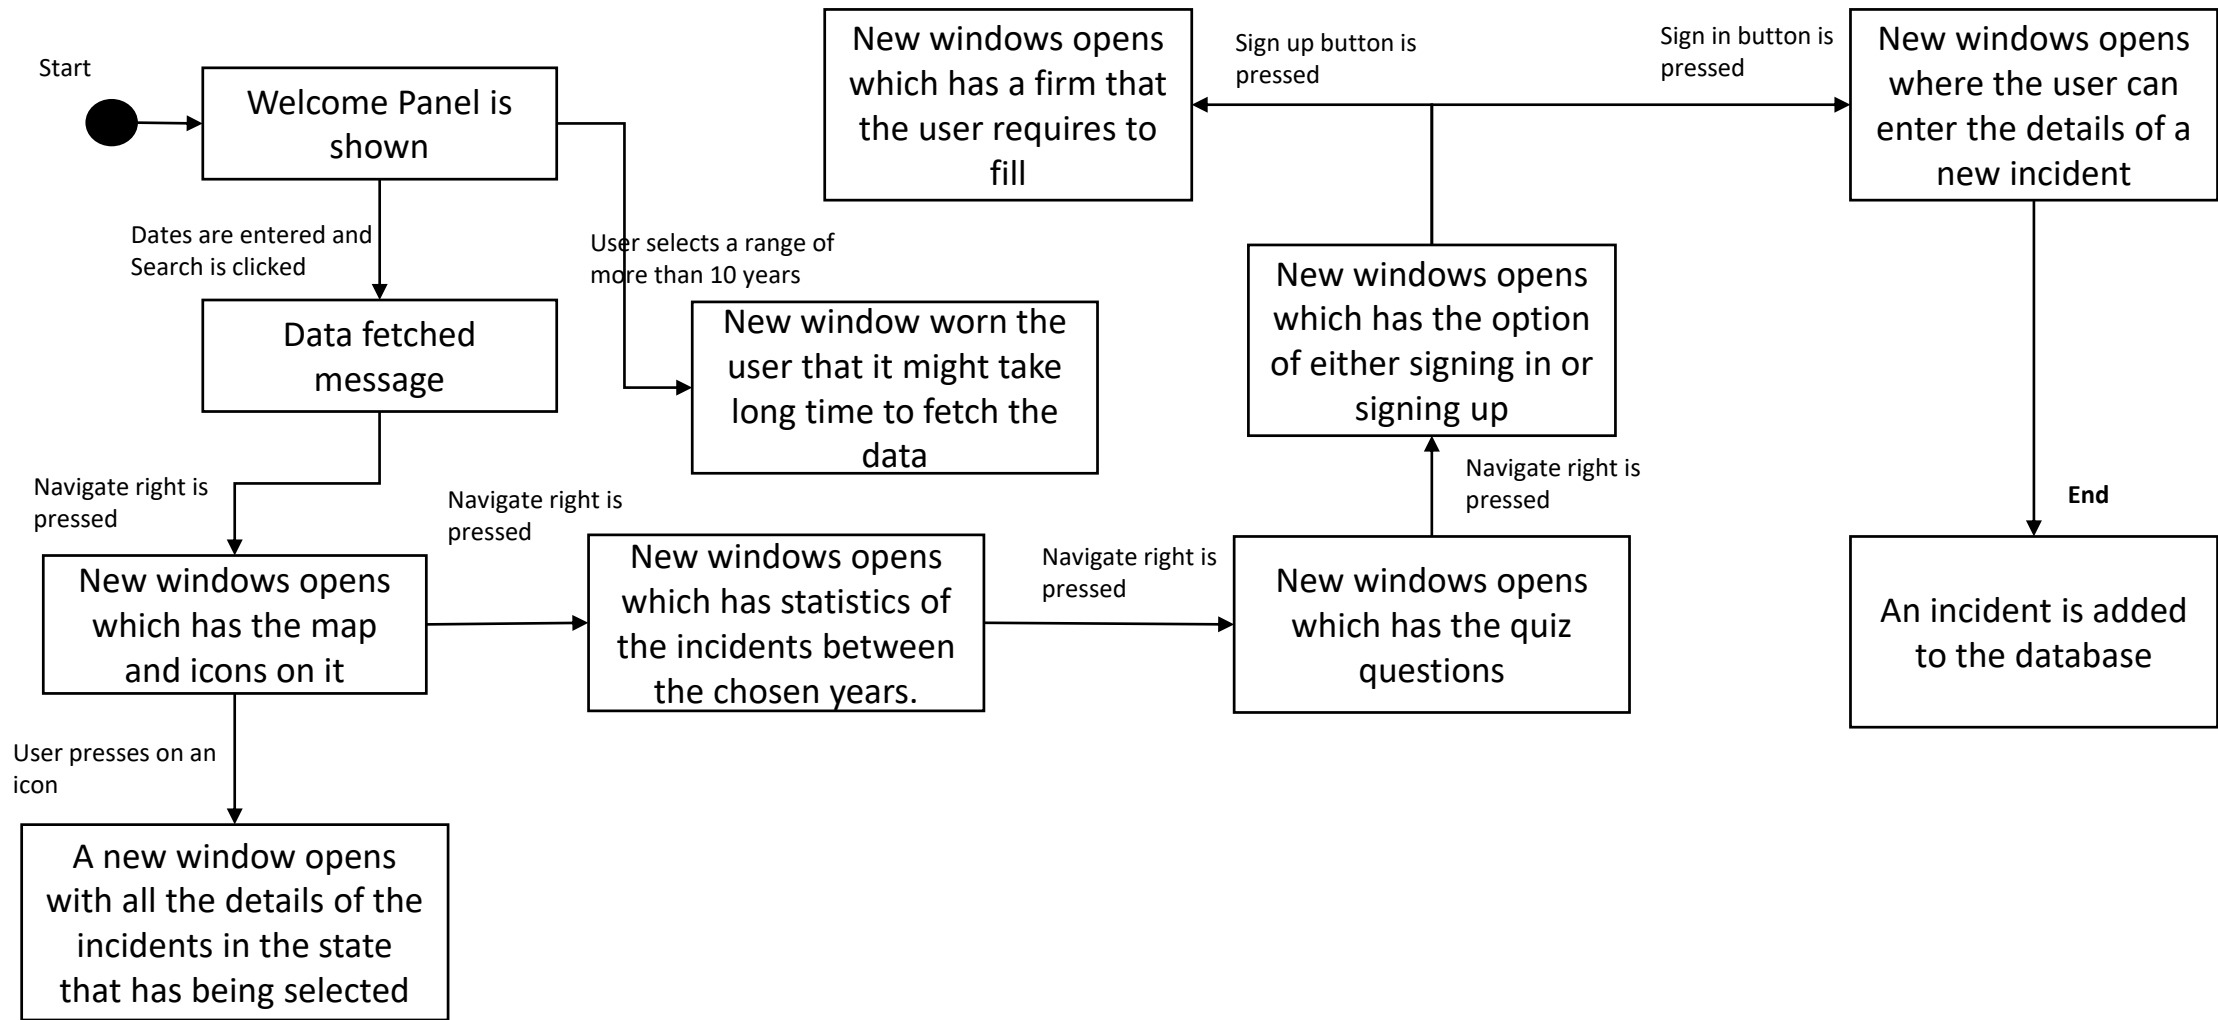 Start
Welcome Panel is
shown
Dates are entered and
Search is clicked
User selects a range of
more than 10 years
Data fetched
message
New window worn the
user that it might take
long time to fetch the
data
Navigate right is
pressed
New windows opens
which has the map
and icons on it
User presses on an
icon
A new window opens
with all the details of the
incidents in the state
that has being selected
Navigate right is
pressed
New windows opens
which has statistics of
the incidents between
the chosen years.
Navigate right is
pressed
New windows opens
which has the quiz
questions
Navigate right is
pressed
New windows opens
which has the option
of either signing in or
signing up
Sign up button is
pressed
New windows opens
which has a firm that
the user requires to
fill
Sign in button is
pressed
New windows opens
where the user can
enter the details of a
new incident
End
An incident is added
to the database